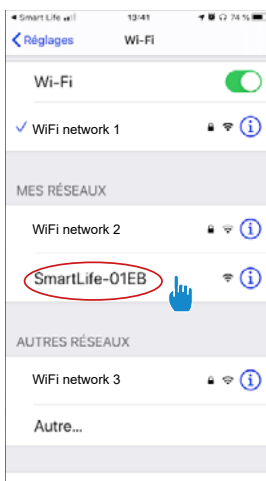 Smart Life 13:41 74 %
Réglages Wi-Fi
Wi-Fi
WiFi network 1
MES RÉSEAUX
WiFi network 2
SmartLife-01EB
AUTRES RÉSEAUX
WiFi network 3
Autre...